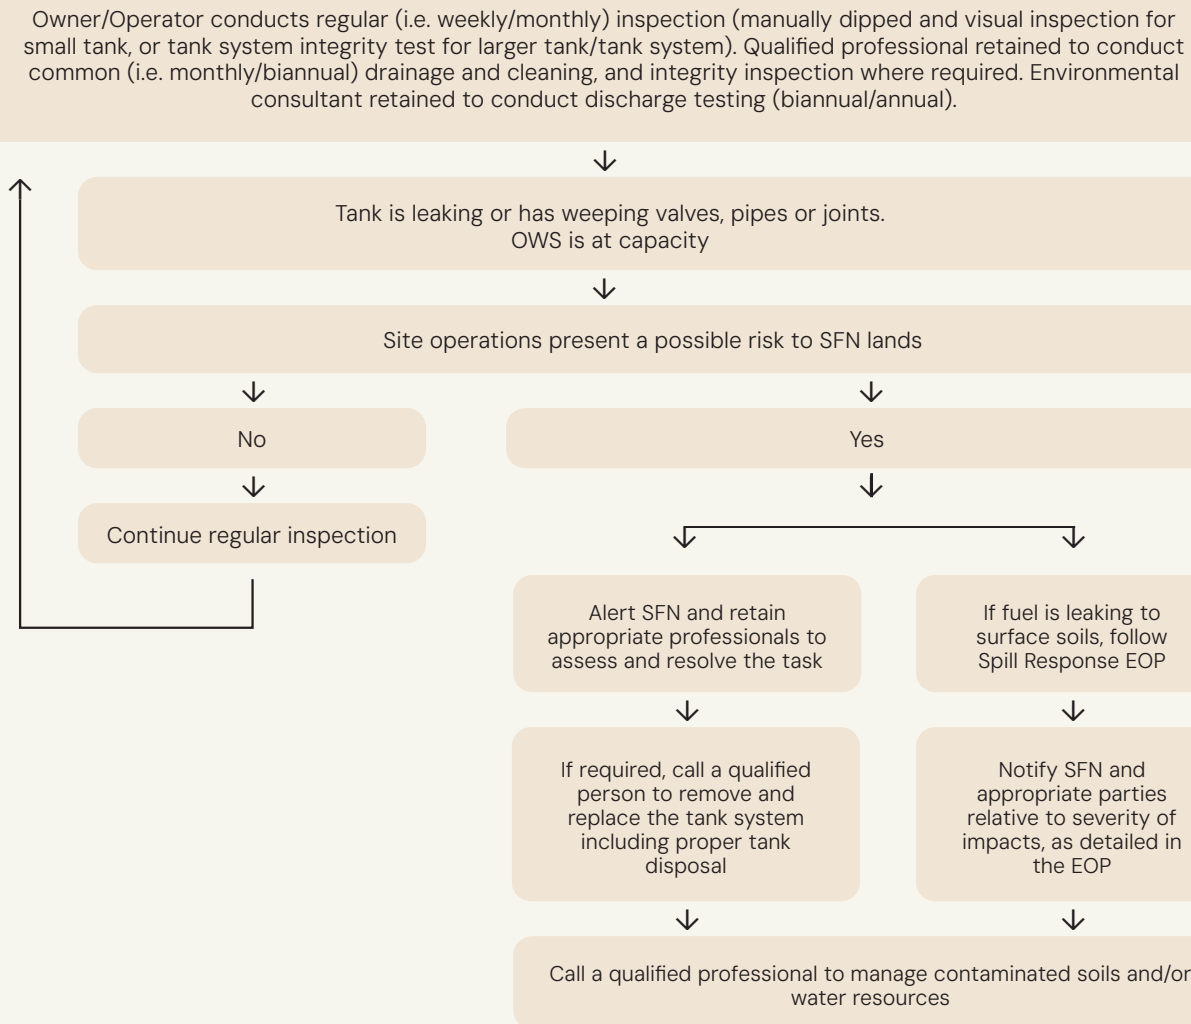 Owner/Operator conducts regular (i.e. weekly/monthly) inspection (manually dipped and visual inspection for
small tank, or tank system integrity test for larger tank/tank system). Qualified professional retained to conduct
common (i.e. monthly/biannual) drainage and cleaning, and integrity inspection where required. Environmental
consultant retained to conduct discharge testing (biannual/annual).
Tank is leaking or has weeping valves, pipes or joints.
OWS is at capacity
Site operations present a possible risk to SFN lands
No
Yes
Continue regular inspection
Alert SFN and retain
appropriate professionals to
assess and resolve the task
If fuel is leaking to
surface soils, follow
Spill Response EOP
If required, call a qualified
person to remove and
replace the tank system
including proper tank
disposal
Notify SFN and
appropriate parties
relative to severity of
impacts, as detailed in
the EOP
Call a qualified professional to manage contaminated soils and/or
water resources